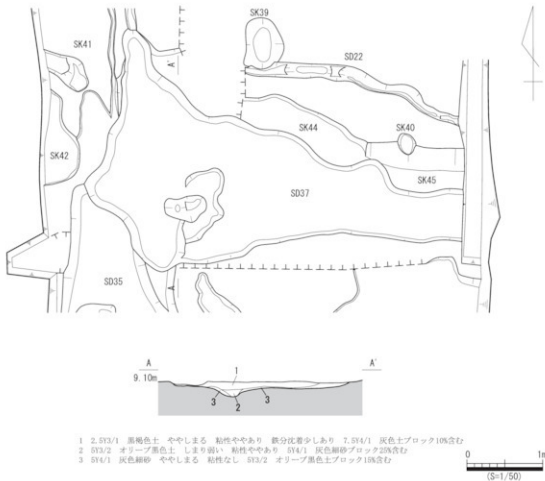 SK39
SK41
A'
SD22
SK44
SK40
SK42
SK45
SD37
SD35
A
A
1
A'
9.10m
3
2
3
1 2.5Y3/1 黒褐色土 ややしまる 粘性ややあり 鉄分沈着少しあり 7.5Y4/1 灰色土ブロック10%含む
2 5Y3/2 オリーブ黒色土 しまり弱い 粘性ややあり 5Y4/1 灰色細砂ブロック25%含む
3 5Y4/1 灰色細砂 ややしまる 粘性なし 5Y3/2 オリーブ黒色土ブロック15%含む
0 1m
(S=1/50)